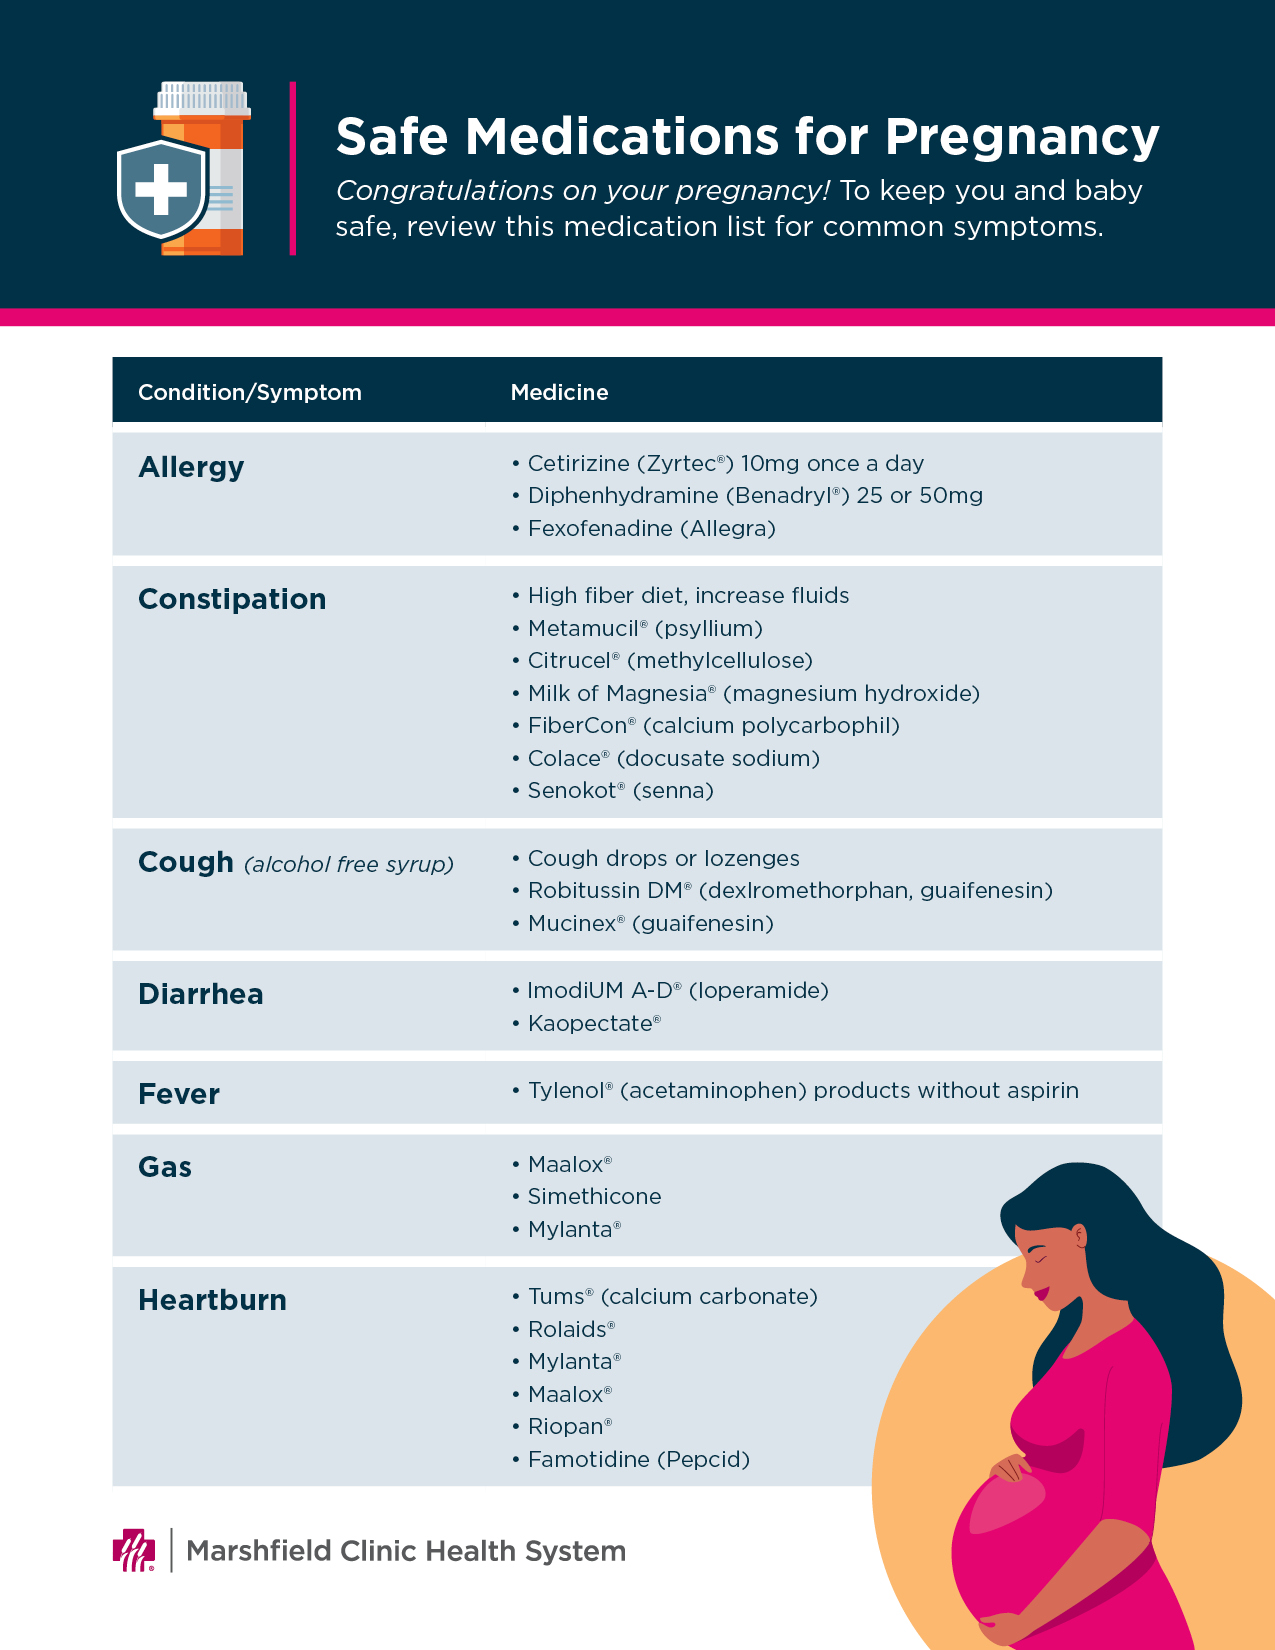 Safe Medications for Pregnancy
Congratulations on your pregnancy! To keep you and baby
safe, review this medication list for common symptoms.
Condition/Symptom Medicine
Allergy
• Cetirizine (Zyrtec®) 10mg once a day
• Diphenhydramine (Benadryl®) 25 or 50mg
• Fexofenadine (Allegra)
Constipation
• High fiber diet, increase fluids
• Metamucil® (psyllium)
• Citrucel® (methylcellulose)
• Milk of Magnesia® (magnesium hydroxide)
• FiberCon® (calcium polycarbophil)
• Colace® (docusate sodium)
• Senokot® (senna)
Cough (alcohol free syrup)
• Cough drops or lozenges
• Robitussin DM® (dexlromethorphan, guaifenesin)
• Mucinex® (guaifenesin)
Diarrhea
• ImodiUM A-D® (loperamide)
• Kaopectate®
Fever
• Tylenol® (acetaminophen) products without aspirin
Gas
• Maalox®
• Simethicone
• Mylanta®
Heartburn
• Tums® (calcium carbonate)
• Rolaids®
• Mylanta®
• Maalox®
• Riopan®
• Famotidine (Pepcid)
® Marshfield Clinic Health System